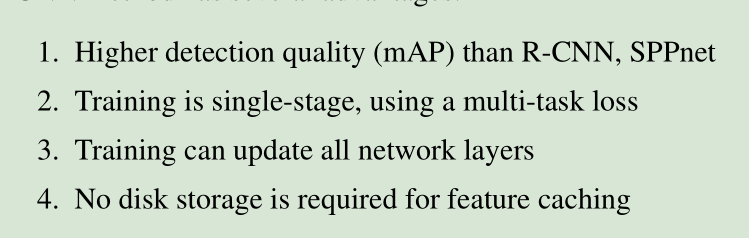 1. Higher detection quality (mAP) than R-CNN, SPPnet
2. Training is single-stage, using a multi-task loss
3. Training can update all network layers
4. No disk storage is required for feature caching